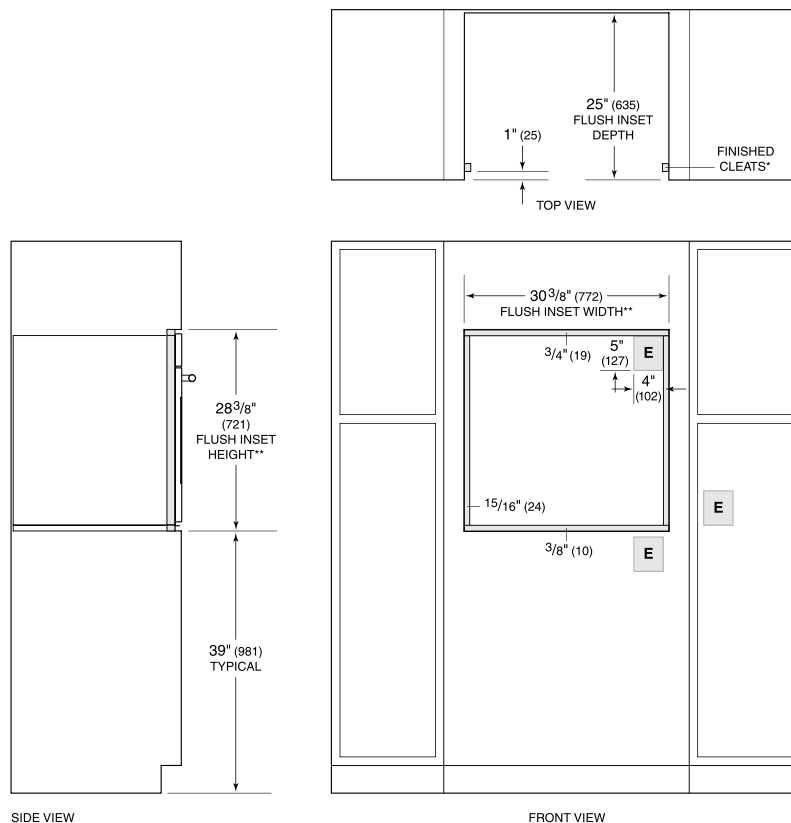 25" (635)
FLUSH INSET
DEPTH
1" (25)
FINISHED
CLEATS*
TOP VIEW
30 3/8" (772)
FLUSH INSET WIDTH**
3/4" (19)
5"
(127)
E
4"
(102)
28 3/8"
(721)
FLUSH INSET
HEIGHT**
15/16" (24)
E
3/8" (10)
E
39" (981)
TYPICAL
SIDE VIEW
FRONT VIEW